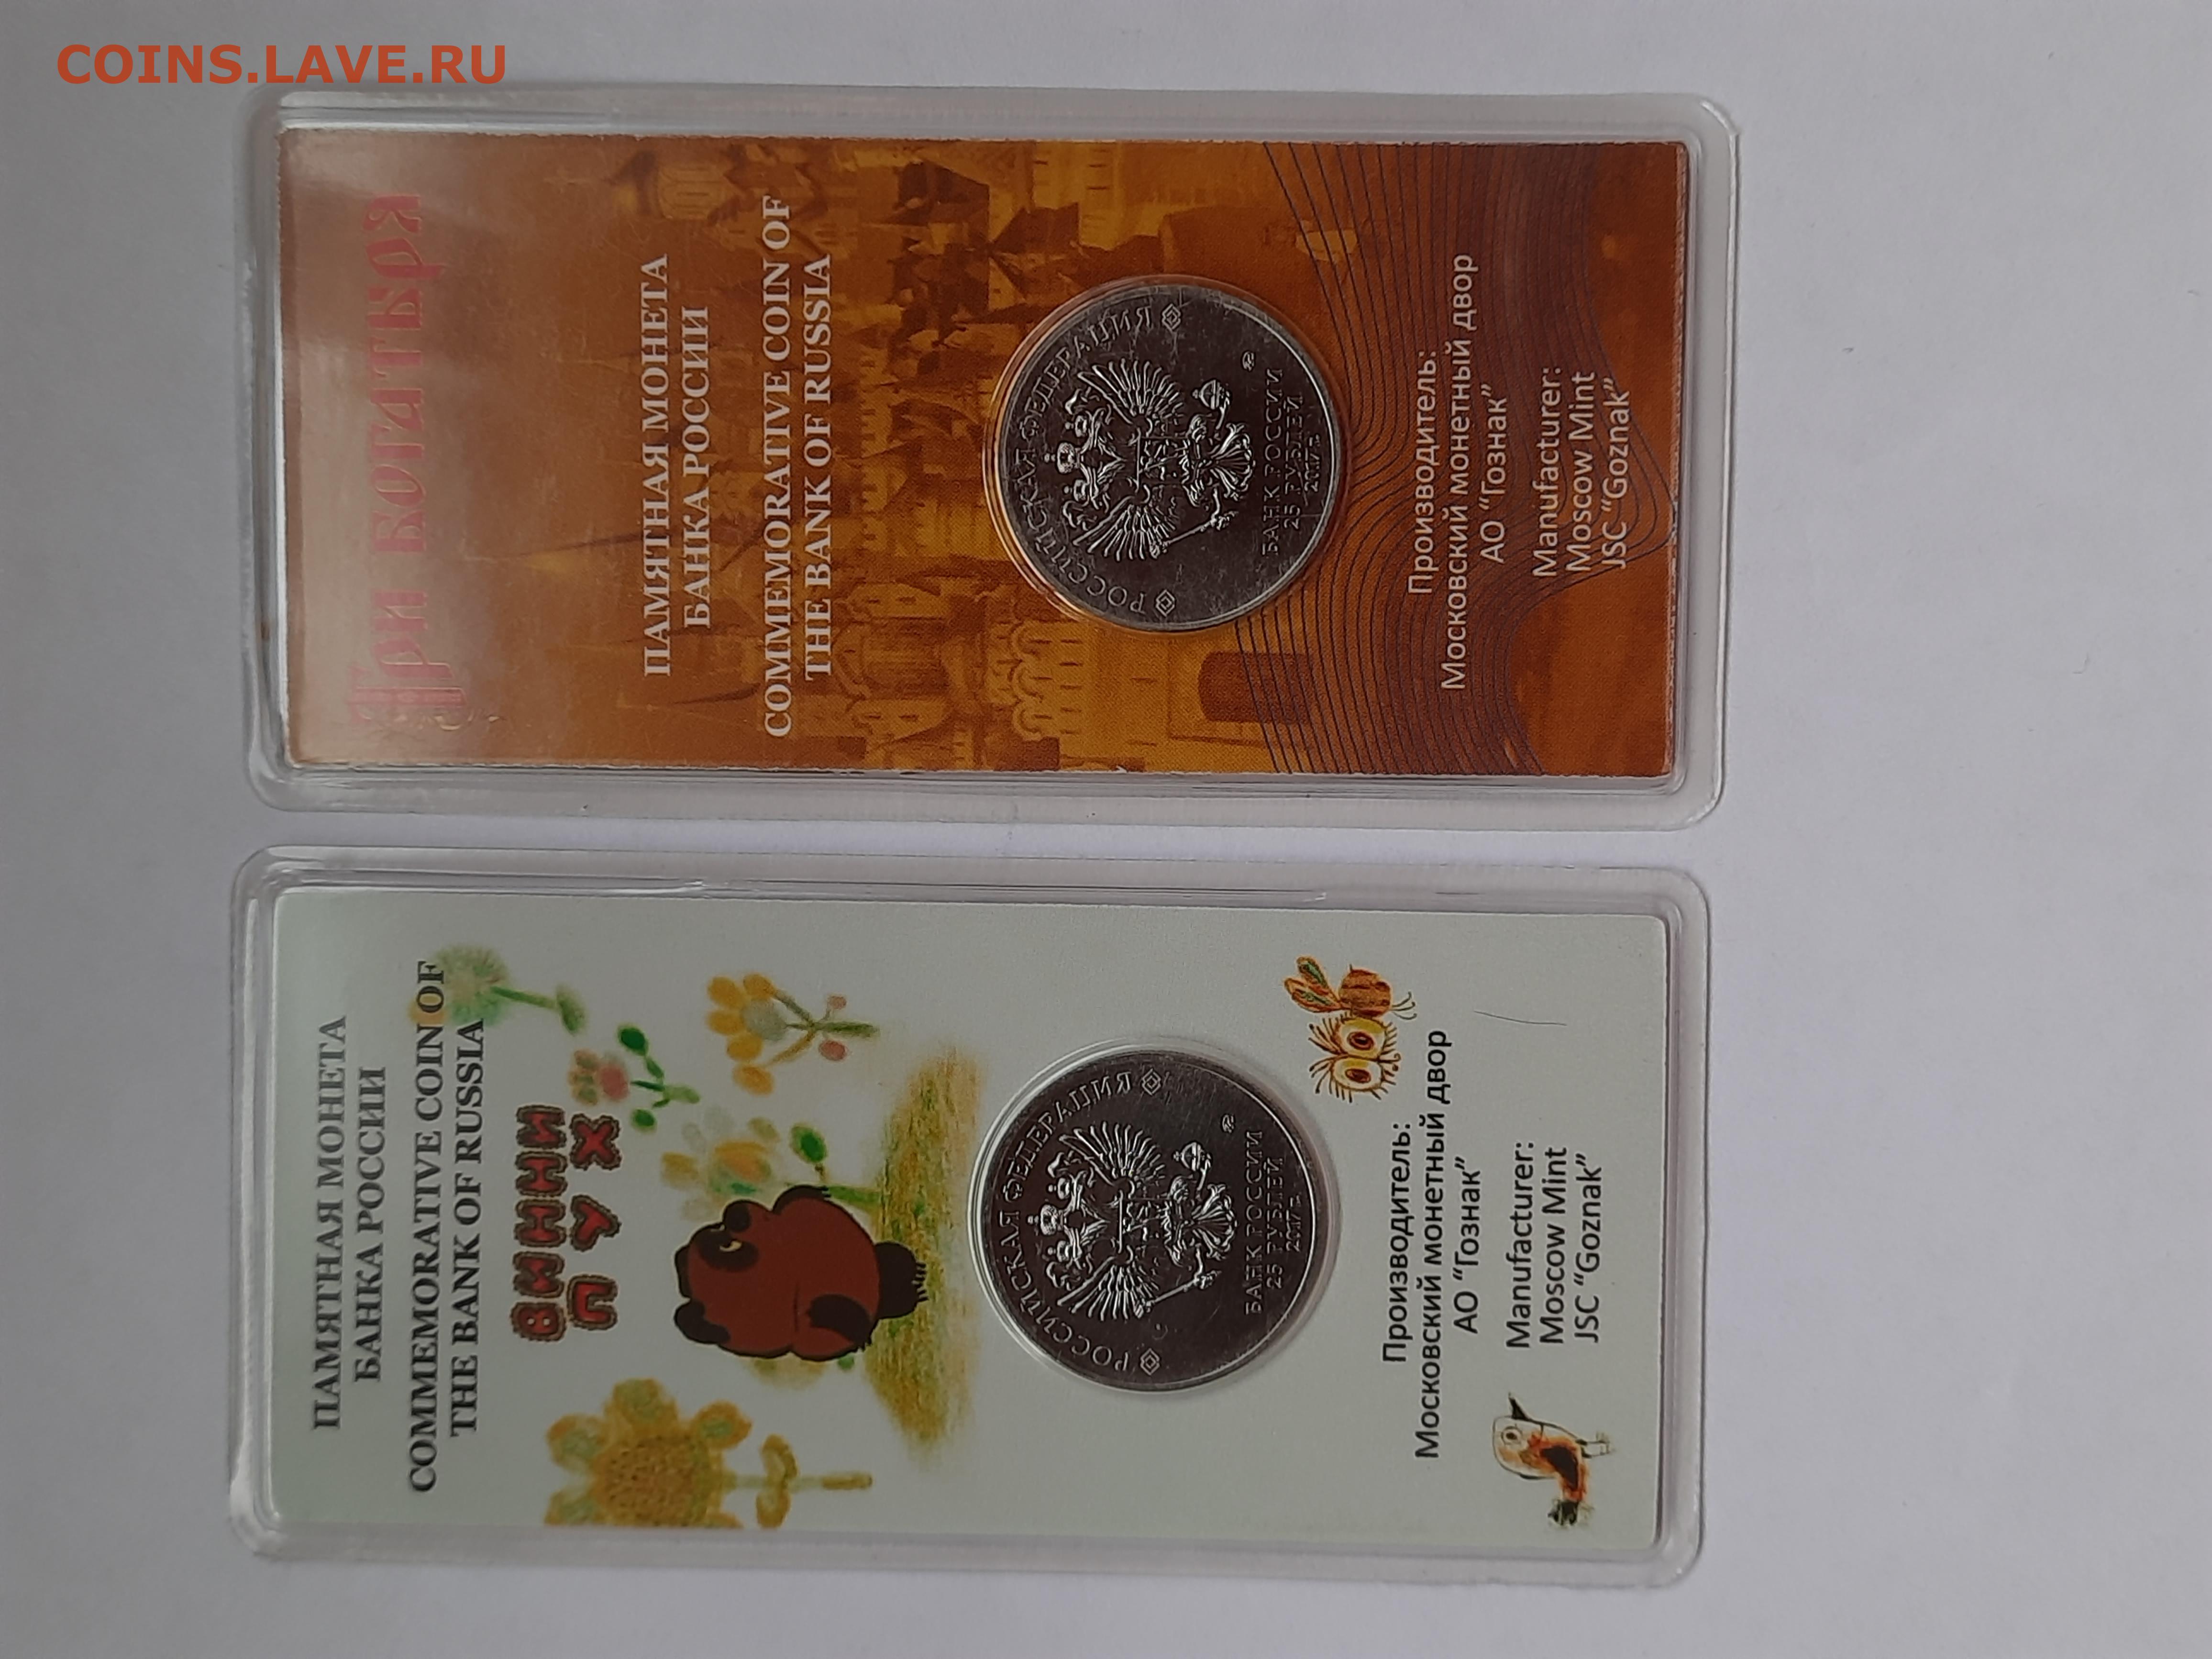 COINS.LAVE.RU
Три богатыря
ПАМЯТНАЯ МОНЕТА
БАНКА РОССИИ
COMMEMORATIVE COIN OF
THE BANK OF RUSSIA
РОССИЙСКАЯ ФЕДЕРАЦИЯ
БАНК РОССИИ
25 РУБЛЕЙ
2017 г.
Производитель:
Московский монетный двор
АО “Гознак”
Manufacturer:
Moscow Mint
JSC “Goznak”
ПАМЯТНАЯ МОНЕТА
БАНКА РОССИИ
COMMEMORATIVE COIN OF
THE BANK OF RUSSIA
ВИННИ
ПУХ
РОССИЙСКАЯ ФЕДЕРАЦИЯ
БАНК РОССИИ
25 РУБЛЕЙ
2017 г.
Производитель:
Московский монетный двор
АО “Гознак”
Manufacturer:
Moscow Mint
JSC “Goznak”